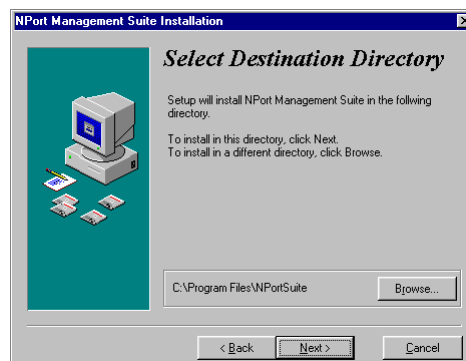 NPort Management Suite Installation
Select Destination Directory
Setup will install NPort Management Suite in the follwing
directory.
To install in this directory, click Next.
To install in a different directory, click Browse.
C:\Program Files\NPortSuite
Browse...
< Back
Next >
Cancel